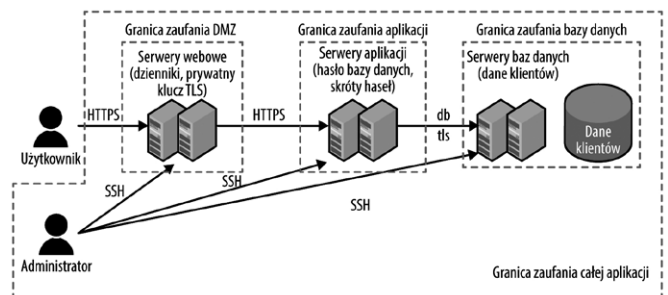 Granica zaufania DMZ
Granica zaufania aplikacji
Granica zaufania bazy danych
Serwery webowe
(dzienniki, prywatny
klucz TLS)
Serwery aplikacji
(hasło bazy danych,
skróty haseł)
Serwery baz danych
(dane klientów)
HTTPS
HTTPS
db
tls
Dane
klientów
Użytkownik
SSH
SSH
SSH
Administrator
Granica zaufania całej aplikacji